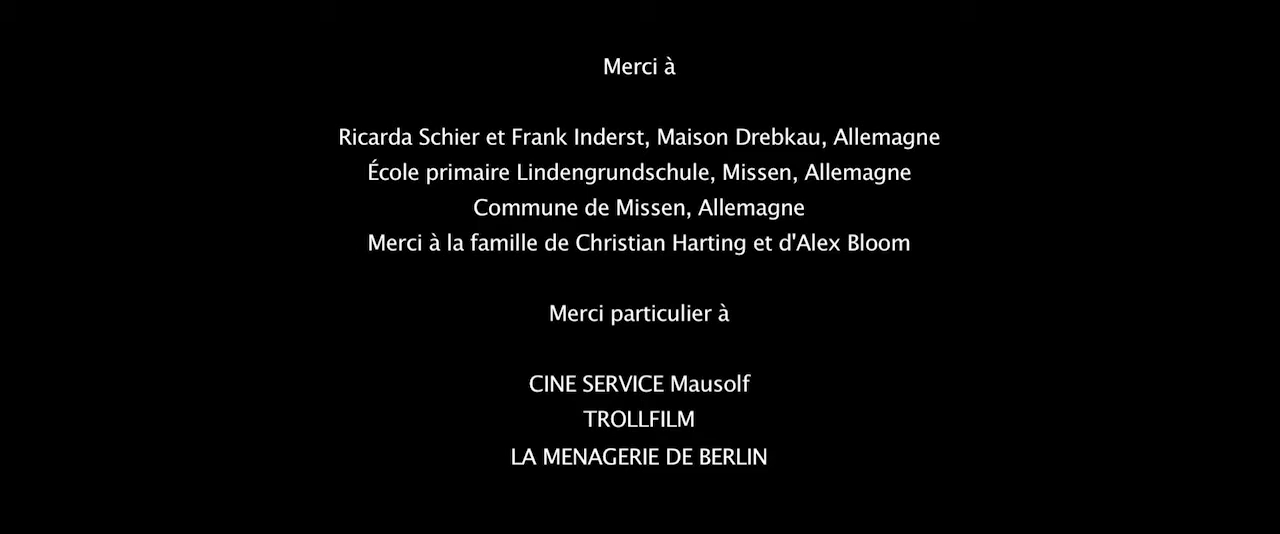 Merci à
Ricarda Schier et Frank Inderst, Maison Drebkau, Allemagne
École primaire Lindengrundschule, Missen, Allemagne
Commune de Missen, Allemagne
Merci à la famille de Christian Harting et d'Alex Bloom
Merci particulier à
CINE SERVICE Mausolf
TROLLFILM
LA MENAGERIE DE BERLIN